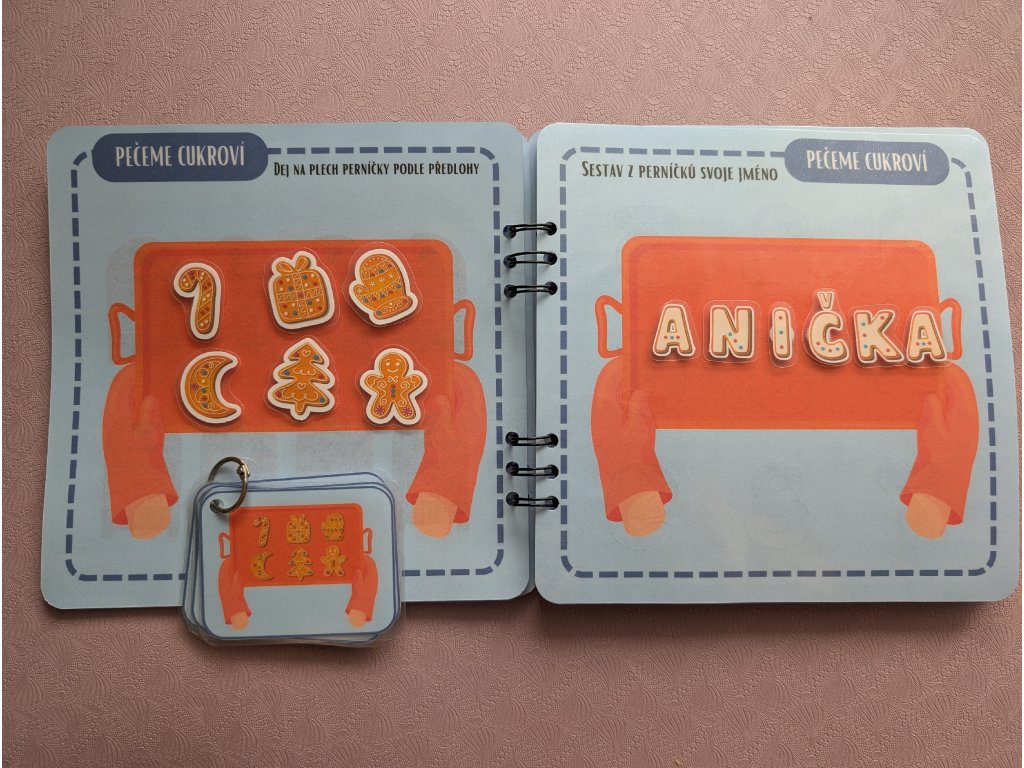 PEČEME CUKROVÍ
DEJ NA PLECH PERNÍČKY PODLE PŘEDLOHY
SESTAV Z PERNÍČKŮ SVOJE JMÉNO
PEČEME CUKROVÍ
ANIČKA